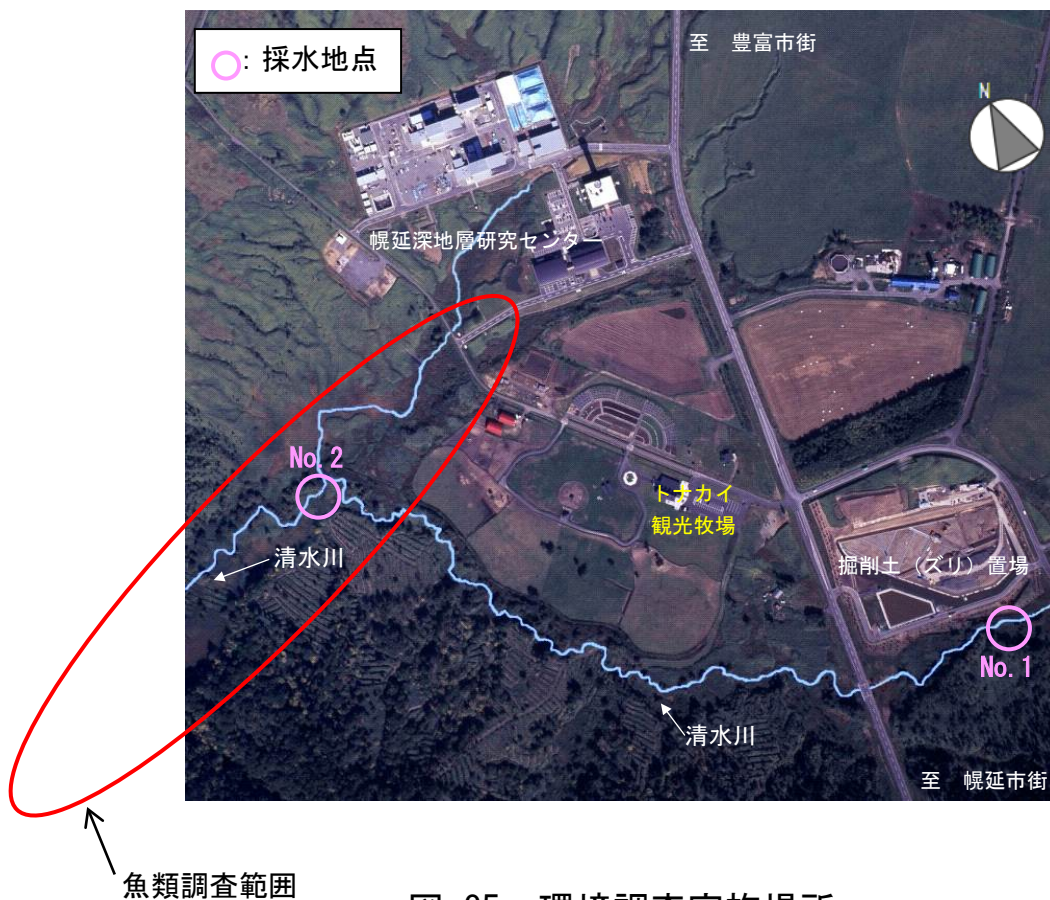 ○: 採水地点
至 豊富市街
N
幌延深地層研究センター
No.2
トナカイ
観光牧場
清水川
掘削土（ズリ）置場
No.1
清水川
至 幌延市街
魚類調査範囲